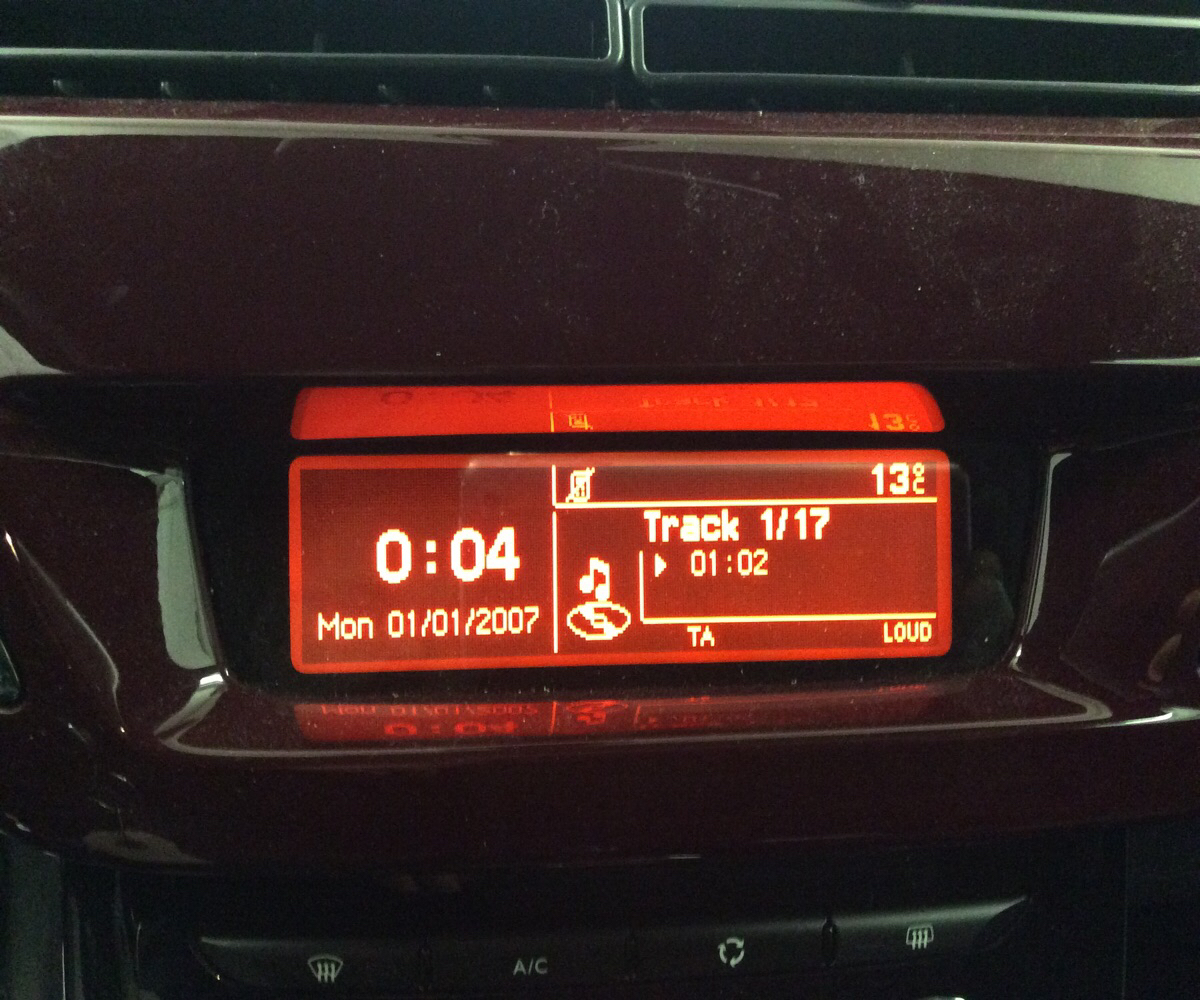 13°C
0:04
Mon 01/01/2007
Track 1/17
01:02
TA
LOUD
A/C